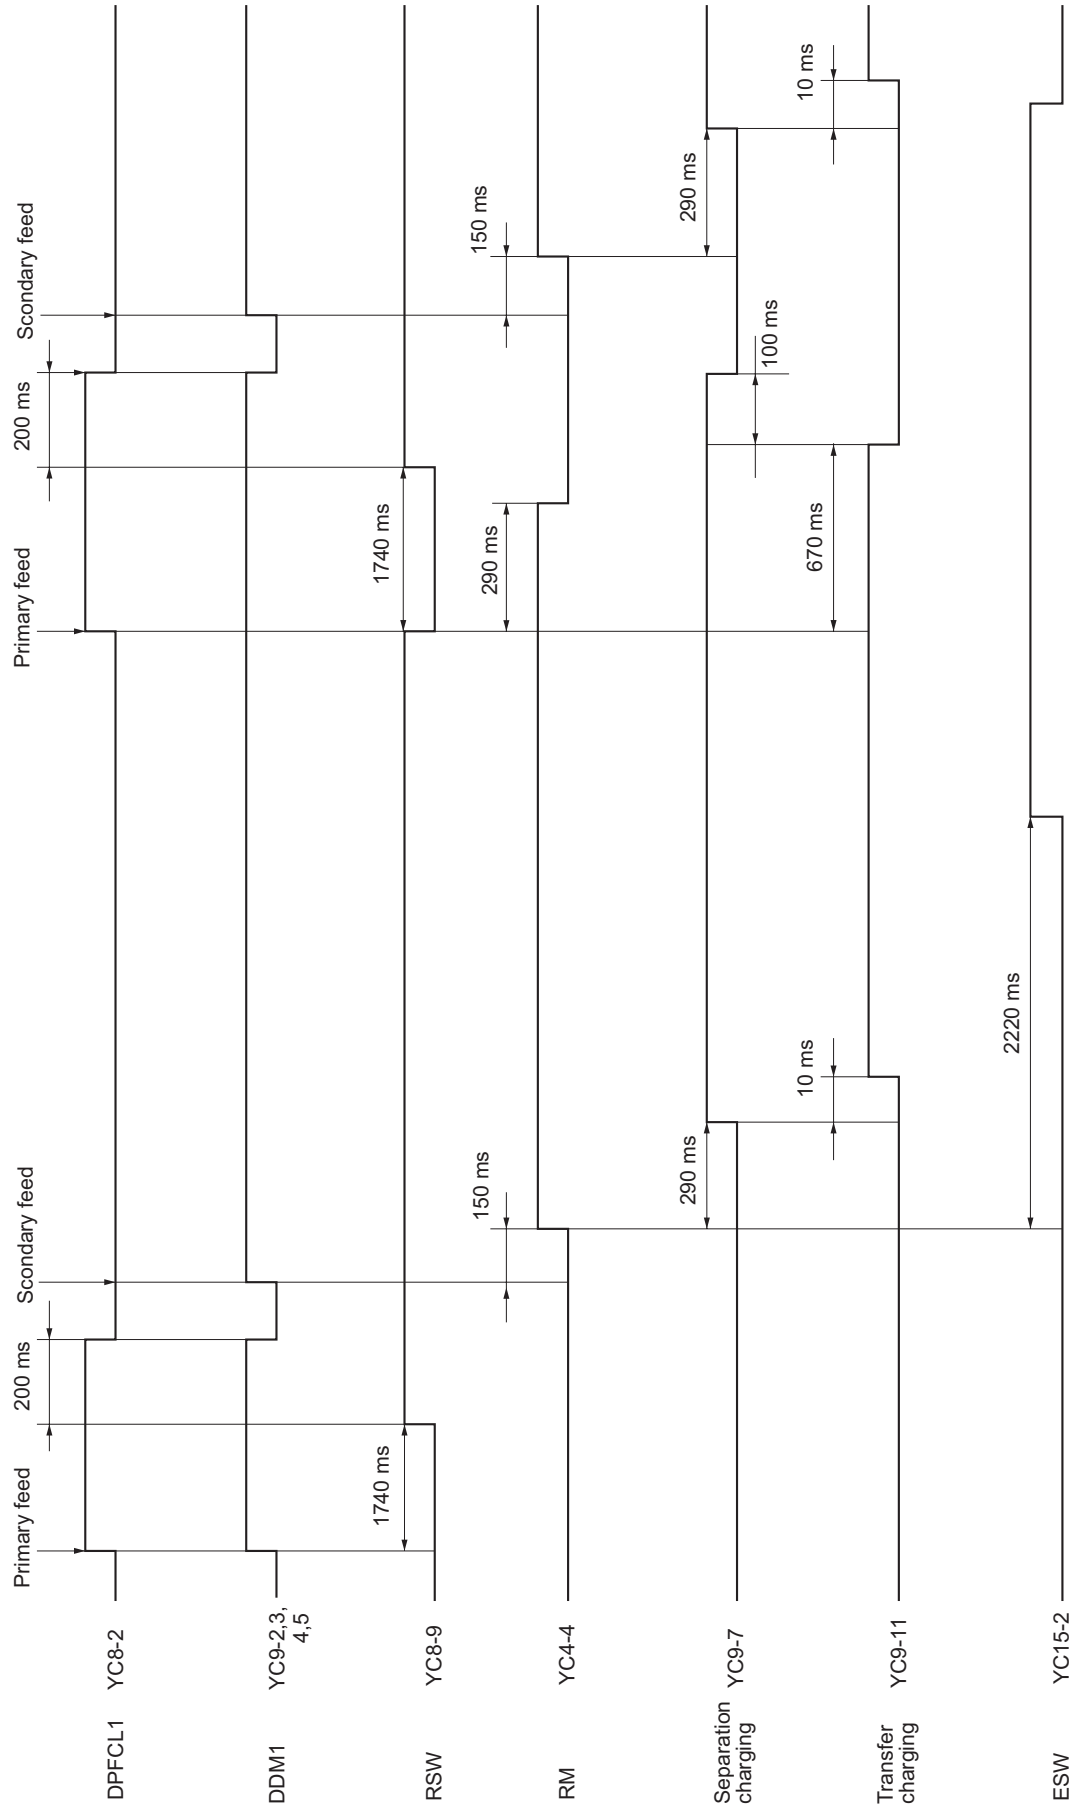 Primary feed
200 ms
Scondary feed
Primary feed
200 ms
Scondary feed
DPFCL1 YC8-2
DDM1 YC9-2,3,
4,5
1740 ms
1740 ms
RSW YC8-9
150 ms
290 ms
150 ms
RM YC4-4
290 ms
290 ms
Separation
charging
YC9-7
100 ms
10 ms
670 ms
10 ms
Transfer
charging
YC9-11
2220 ms
ESW YC15-2